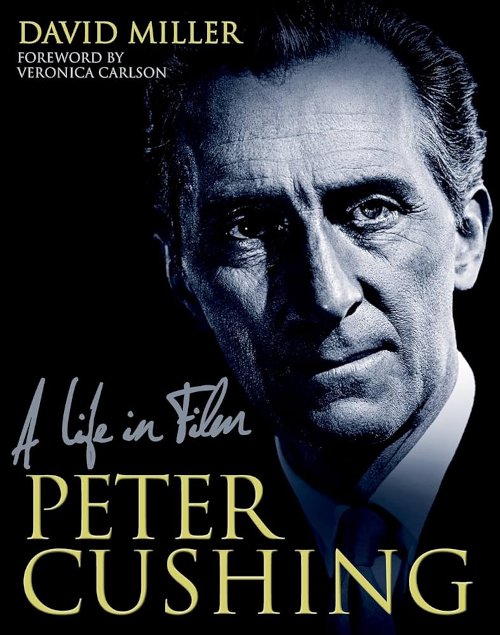 DAVID MILLER
FOREWORD BY
VERONICA CARLSON
A Life in Film
PETER
CUSHING